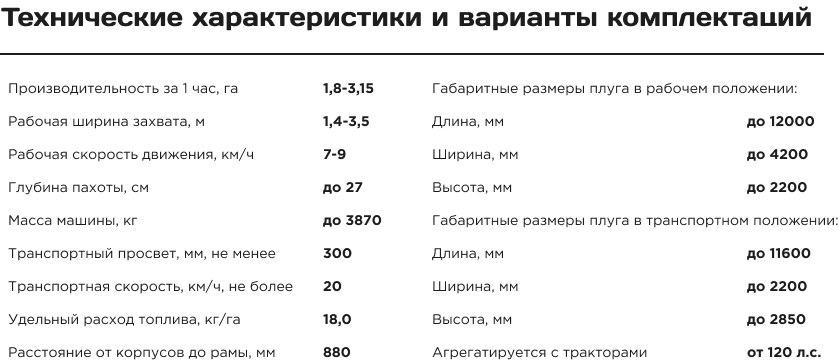 Технические характеристики и варианты комплектаций
Производительность за 1 час, га 1,8-3,15
Рабочая ширина захвата, м 1,4-3,5
Рабочая скорость движения, км/ч 7-9
Глубина пахоты, см до 27
Масса машины, кг до 3870
Транспортный просвет, мм, не менее 300
Транспортная скорость, км/ч, не более 20
Удельный расход топлива, кг/га 18,0
Расстояние от корпусов до рамы, мм 880
Габаритные размеры плуга в рабочем положении:
Длина, мм до 12000
Ширина, мм до 4200
Высота, мм до 2200
Габаритные размеры плуга в транспортном положении:
Длина, мм до 11600
Ширина, мм до 2200
Высота, мм до 2850
Агрегатируется с тракторами от 120 л.с.